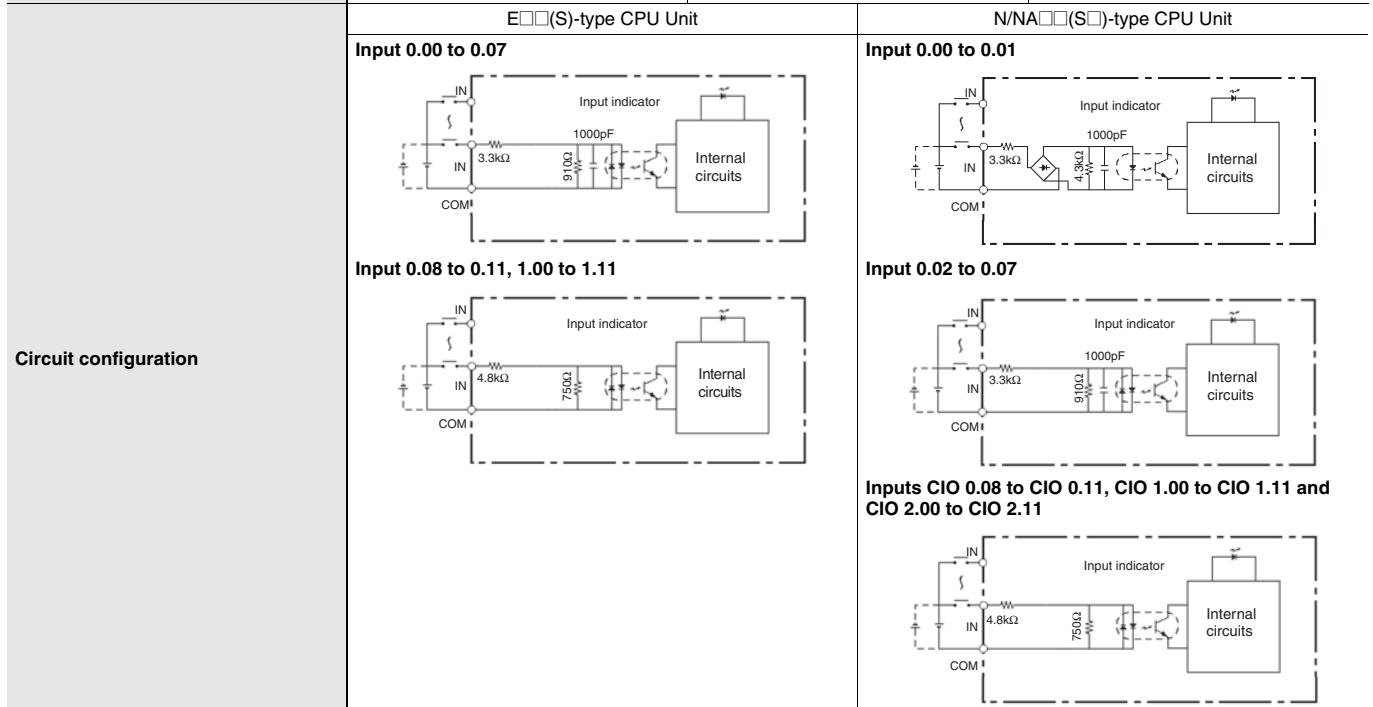 Circuit configuration
E□□(S)-type CPU Unit
Input 0.00 to 0.07
IN
Input indicator
1000pF
3.3kΩ
910Ω
IN
Internal
circuits
COM
Input 0.08 to 0.11, 1.00 to 1.11
IN
Input indicator
4.8kΩ
750Ω
IN
Internal
circuits
COM
N/NA□□(S□)-type CPU Unit
Input 0.00 to 0.01
IN
Input indicator
1000pF
3.3kΩ
4.3kΩ
IN
Internal
circuits
COM
Input 0.02 to 0.07
IN
Input indicator
1000pF
3.3kΩ
910Ω
IN
Internal
circuits
COM
Inputs CIO 0.08 to CIO 0.11, CIO 1.00 to CIO 1.11 and
CIO 2.00 to CIO 2.11
IN
Input indicator
4.8kΩ
750Ω
IN
Internal
circuits
COM